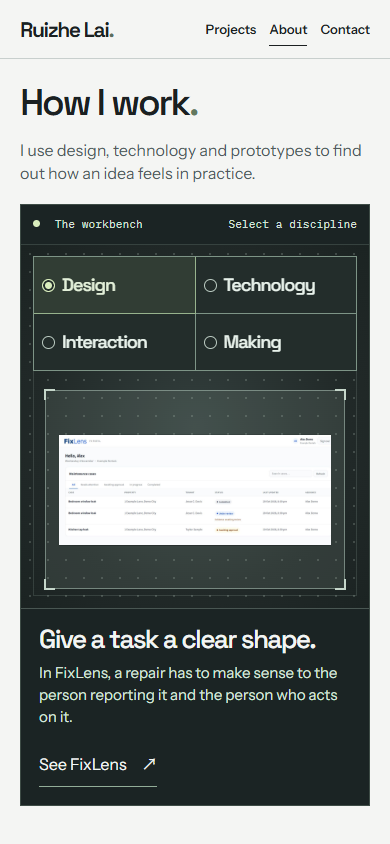 Ruizhe Lai.
Projects About Contact
How I work.
I use design, technology and prototypes to find
out how an idea feels in practice.
The workbench
Select a discipline
Design
Technology
Interaction
Making
FixLens
Hello, Alex
Give a task a clear shape.
In FixLens, a repair has to make sense to the
person reporting it and the person who acts
on it.
See FixLens ↗